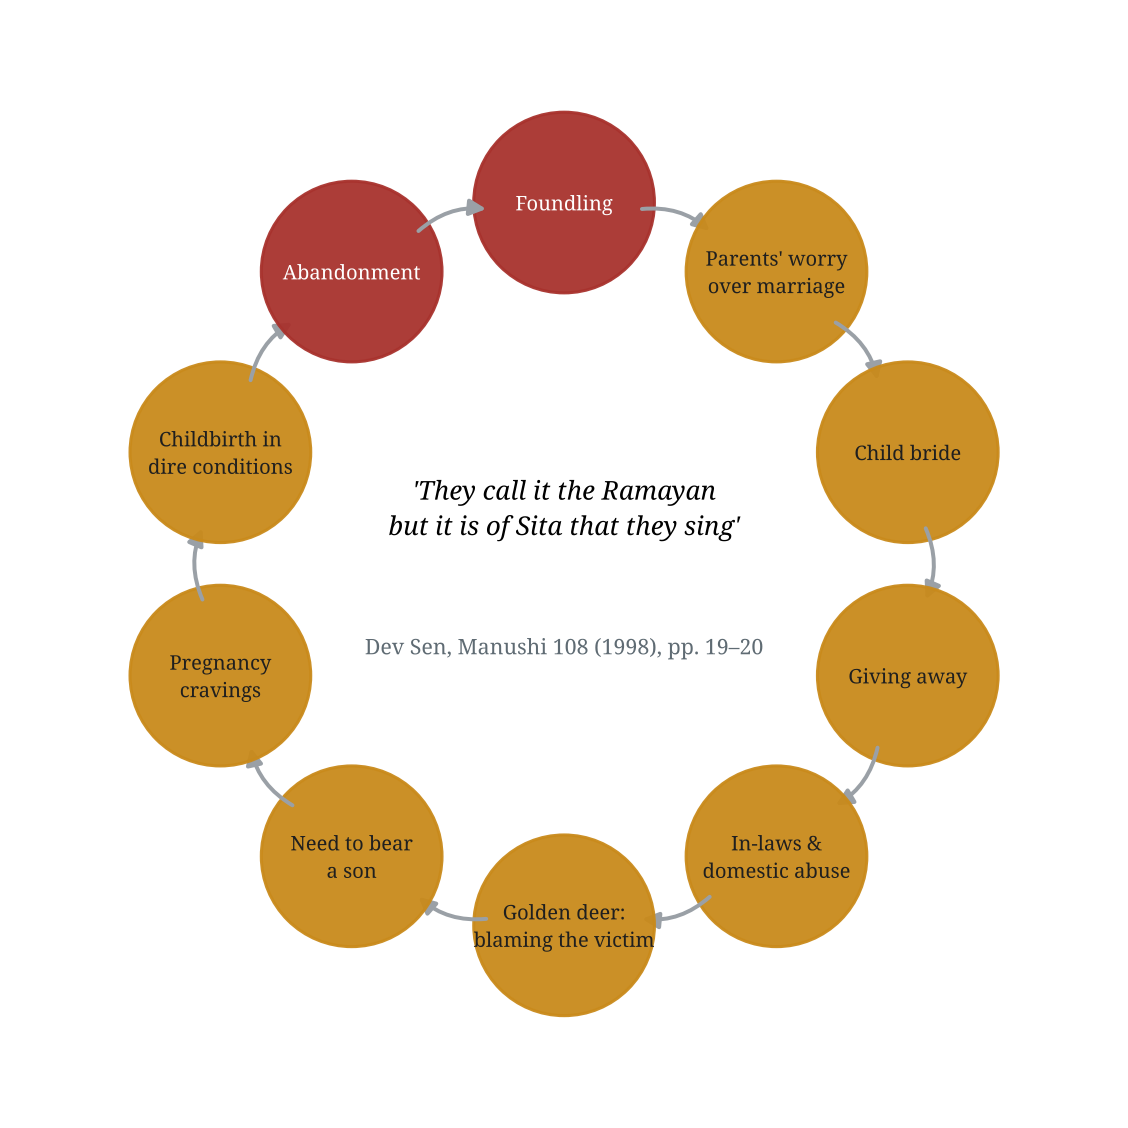 Foundling
Parents' worry
over marriage
Child bride
Giving away
In-laws &
domestic abuse
Golden deer:
blaming the victim
Need to bear
a son
Pregnancy
cravings
Childbirth in
dire conditions
Abandonment
'They call it the Ramayan
but it is of Sita that they sing'
Dev Sen, Manushi 108 (1998), pp. 19–20